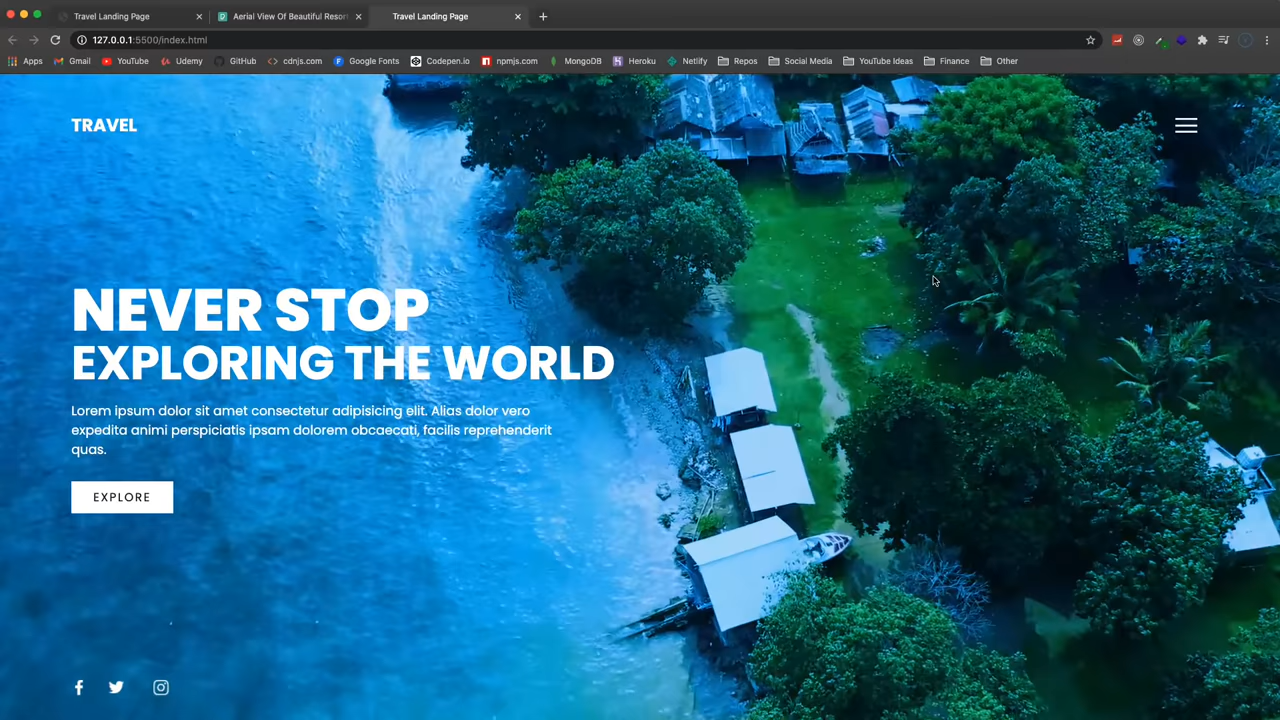 Travel Landing Page
Aerial View Of Beautiful Resort
Travel Landing Page
127.0.0.1:5500/index.html
Apps
Gmail
YouTube
Udemy
GitHub
cdnjs.com
Google Fonts
Codepen.io
npmjs.com
MongoDB
Heroku
Netlify
Repos
Social Media
YouTube Ideas
Finance
Other
TRAVEL
NEVER STOP
EXPLORING THE WORLD
Lorem ipsum dolor sit amet consectetur adipisicing elit. Alias dolor vero
expedita animi perspiciatis ipsam dolorem obcaecati, facilis reprehenderit
quas.
EXPLORE